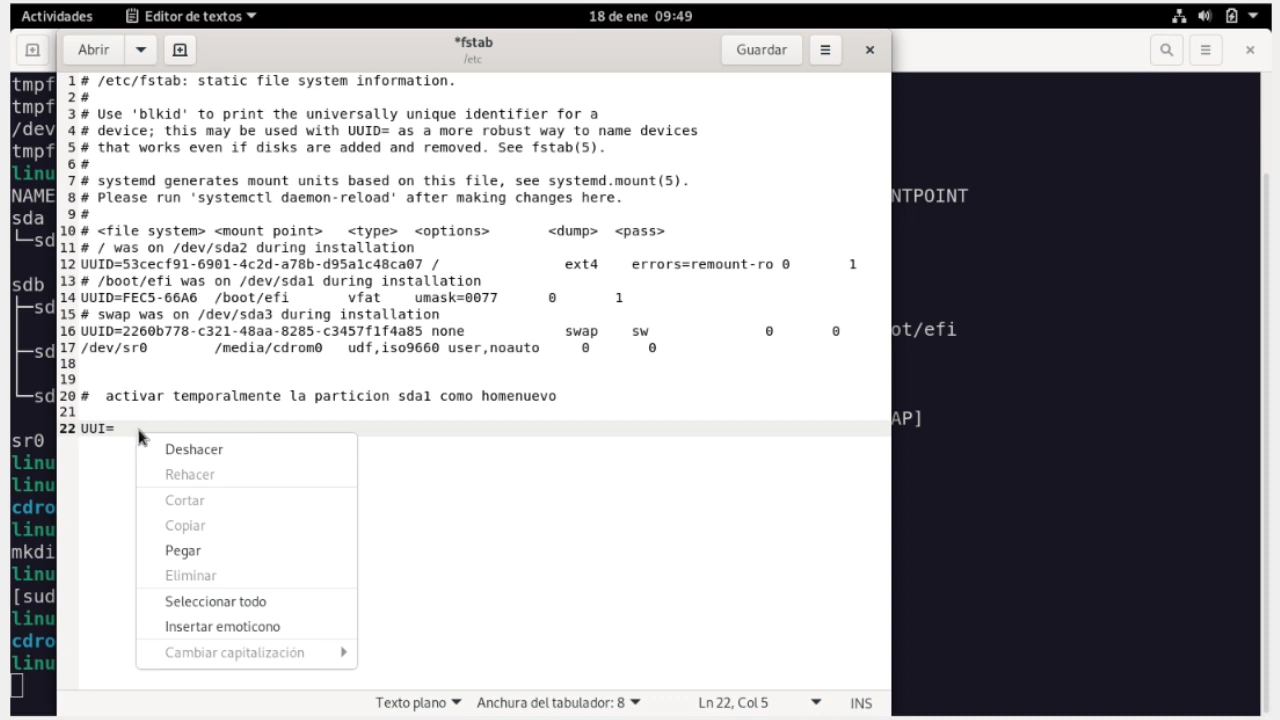 Actividades Editor de textos 18 de ene 09:49
Abrir *fstab Guardar
/etc
1 # /etc/fstab: static file system information.
2 #
3 # Use 'blkid' to print the universally unique identifier for a
4 # device; this may be used with UUID= as a more robust way to name devices
5 # that works even if disks are added and removed. See fstab(5).
6 #
7 # systemd generates mount units based on this file, see systemd.mount(5).
8 # Please run 'systemctl daemon-reload' after making changes here.
9 #
10 # <file system> <mount point> <type> <options> <dump> <pass>
11 # / was on /dev/sda2 during installation
12 UUID=53cecf91-6901-4c2d-a78b-d95a1c48ca07 / ext4 errors=remount-ro 0 1
13 # /boot/efi was on /dev/sda1 during installation
14 UUID=FEC5-66A6 /boot/efi vfat umask=0077 0 1
15 # swap was on /dev/sda3 during installation
16 UUID=2260b778-c321-48aa-8285-c3457f1f4a85 none swap sw 0 0
17 /dev/sr0 /media/cdrom0 udf,iso9660 user,noauto 0 0
18
19
20 # activar temporalmente la particion sda1 como homenuevo
21
22 UUI=
Deshacer
Rehacer
Cortar
Copiar
Pegar
Eliminar
Seleccionar todo
Insertar emoticono
Cambiar capitalización
Texto plano Anchura del tabulador: 8 Ln 22, Col 5 INS
tmpf
tmpf
/dev
tmpf
linu
NAME NTPOINT
sda
└─sd
sdb
├─sd ot/efi
├─sd
└─sd AP]
sr0
linu
linu
cdro
linu
mkdi
linu
[sud
linu
cdro
linu